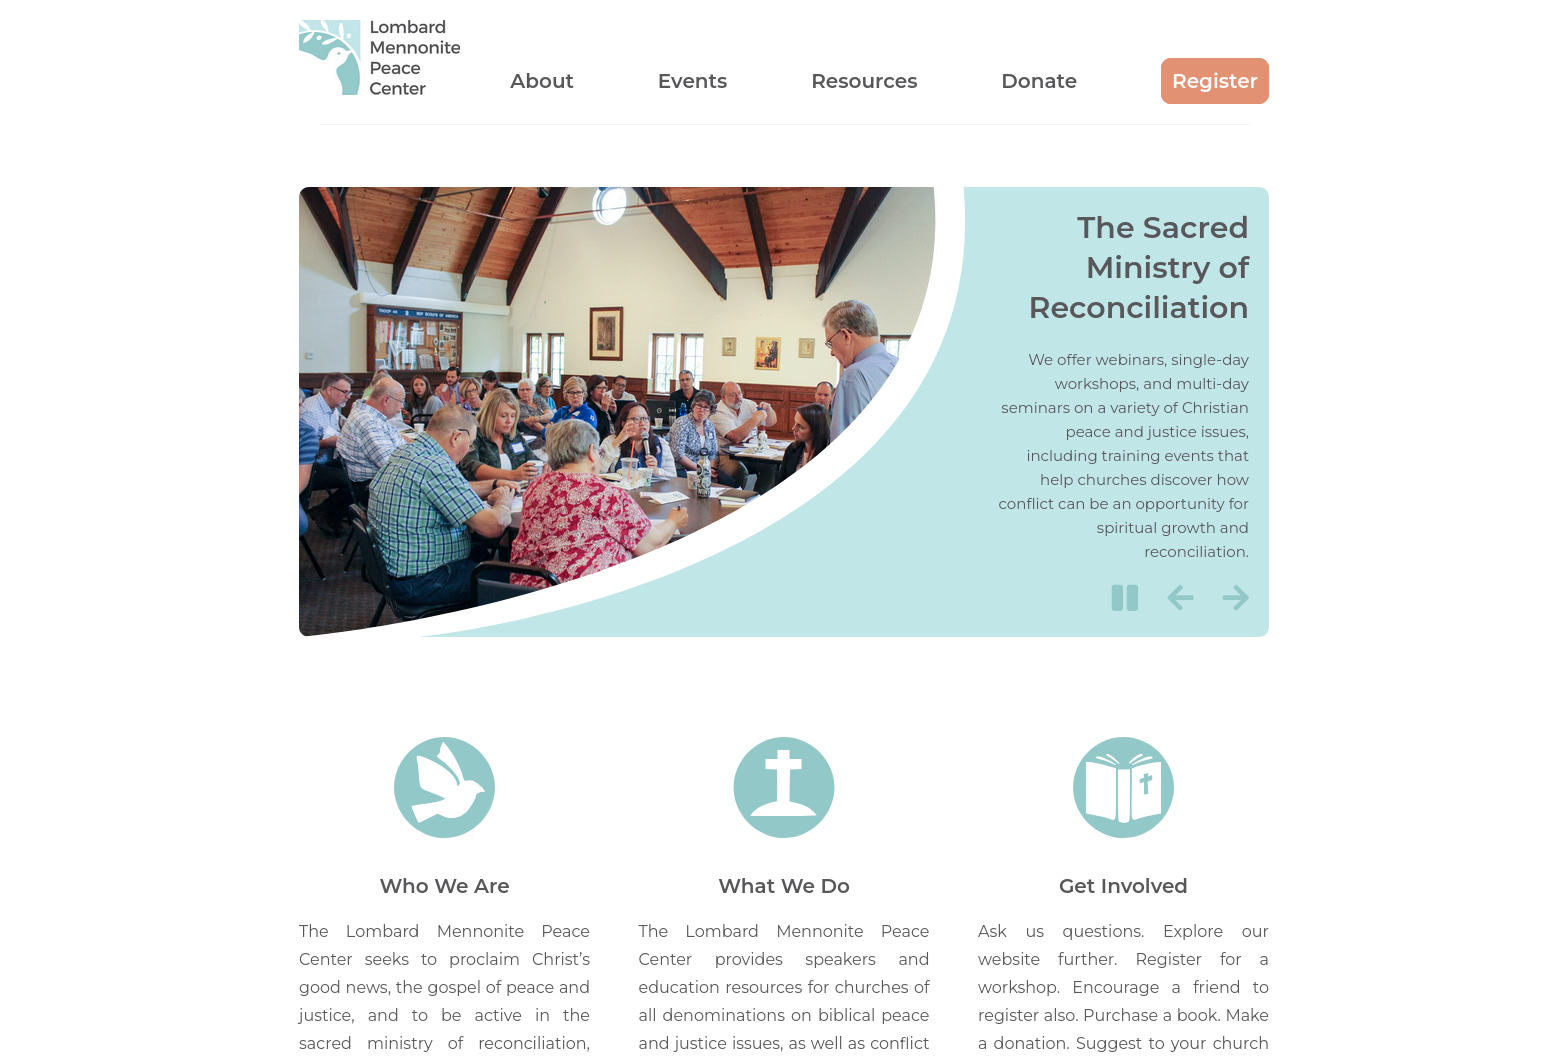 Lombard
Mennonite
Peace
Center
About
Events
Resources
Donate
Register
TROOP 44 BOY SCOUTS OF AMERICA
The Sacred
Ministry of
Reconciliation
We offer webinars, single-day
workshops, and multi-day
seminars on a variety of Christian
peace and justice issues,
including training events that
help churches discover how
conflict can be an opportunity for
spiritual growth and
reconciliation.
Who We Are
The Lombard Mennonite Peace
Center seeks to proclaim Christ’s
good news, the gospel of peace and
justice, and to be active in the
sacred ministry of reconciliation,
What We Do
The Lombard Mennonite Peace
Center provides speakers and
education resources for churches of
all denominations on biblical peace
and justice issues, as well as conflict
Get Involved
Ask us questions. Explore our
website further. Register for a
workshop. Encourage a friend to
register also. Purchase a book. Make
a donation. Suggest to your church